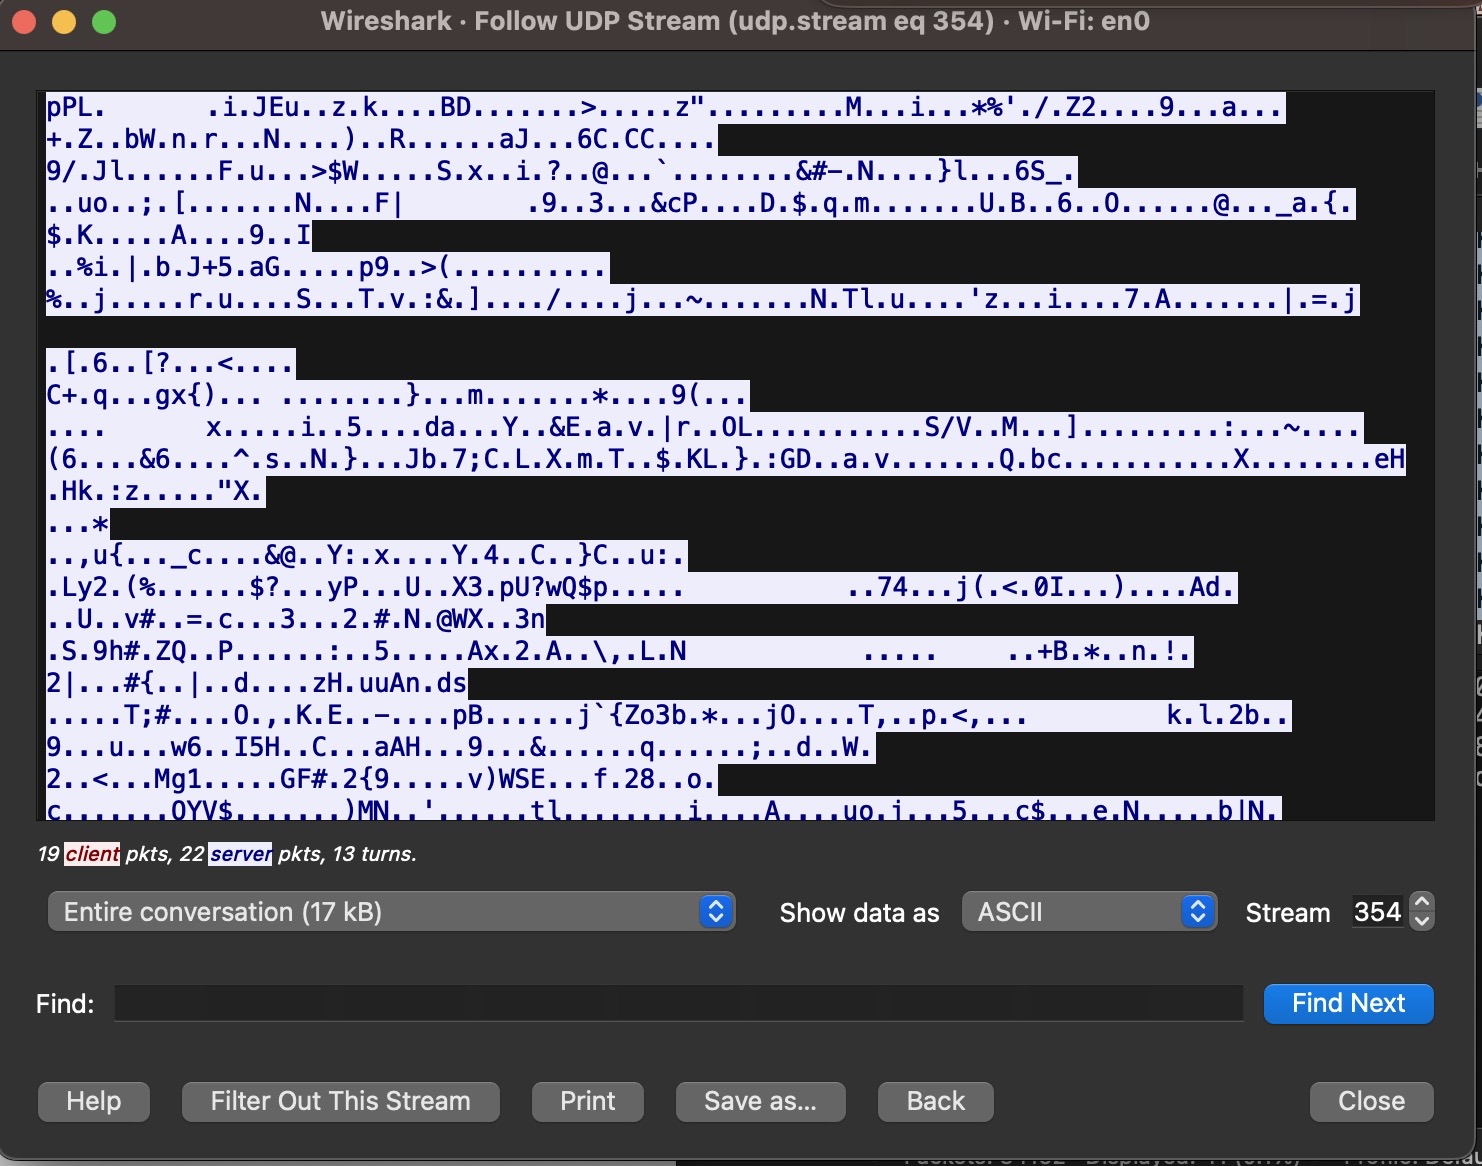 Wireshark · Follow UDP Stream (udp.stream eq 354) · Wi-Fi: en0
pPL.      .i.JEu..z.k....BD.......>.....z".........M...i...*%'./.Z2....9...a...
+.Z..bW.n.r...N....)..R......aJ...6C.CC....
9/.Jl......F.u...>$W.....S.x..i.?..@...`........&#-.N....}l...6S_.
..uo..;.[.......N....F|        .9..3...&cP....D.$.q.m.......U.B..6..O......@..._a.{.
$.K.....A....9..I
..%i.|.b.J+5.aG.....p9..>(..........
%..j.....r.u....S...T.v.:&.]..../....j...~.......N.Tl.u....'z...i....7.A.......|.=.j
.[.6..[?...<....
C+.q...gx{)... ........}...m.......*....9(...
....      x.....i..5....da...Y..&E.a.v.|r..OL...........S/V..M...].........:...~....
(6....&6....^.s..N.}...Jb.7;C.L.X.m.T..$.KL.}.:GD..a.v.......Q.bc...........X........eH
.Hk.:z....."X.
...*
..,u{..._c....&@..Y:.x....Y.4..C..}C..u:.
.Ly2.(%......$?...yP...U..X3.pU?wQ$p.....          ..74...j(.<.0I...)....Ad.
..U..v#..=.c...3...2.#.N.@WX..3n
.S.9h#.ZQ..P......:..5.....Ax.2.A..\,.L.N          .....    ..+B.*..n.!.
2|...#{..|..d....zH.uuAn.ds
.....T;#....O.,.K.E..-....pB......j`{Zo3b.*...jO....T,..p.<,...        k.l.2b..
9...u...w6..I5H..C...aAH...9...&......q......;..d..W.
2..<...Mg1.....GF#.2{9.....v)WSE...f.28..o.
c.......OYV$.......)MN..'......tl........i....A....uo.j...5...c$...e.N.....b|N.
19 client pkts, 22 server pkts, 13 turns.
Entire conversation (17 kB) Show data as ASCII Stream 354
Find: Find Next
Help Filter Out This Stream Print Save as... Back Close